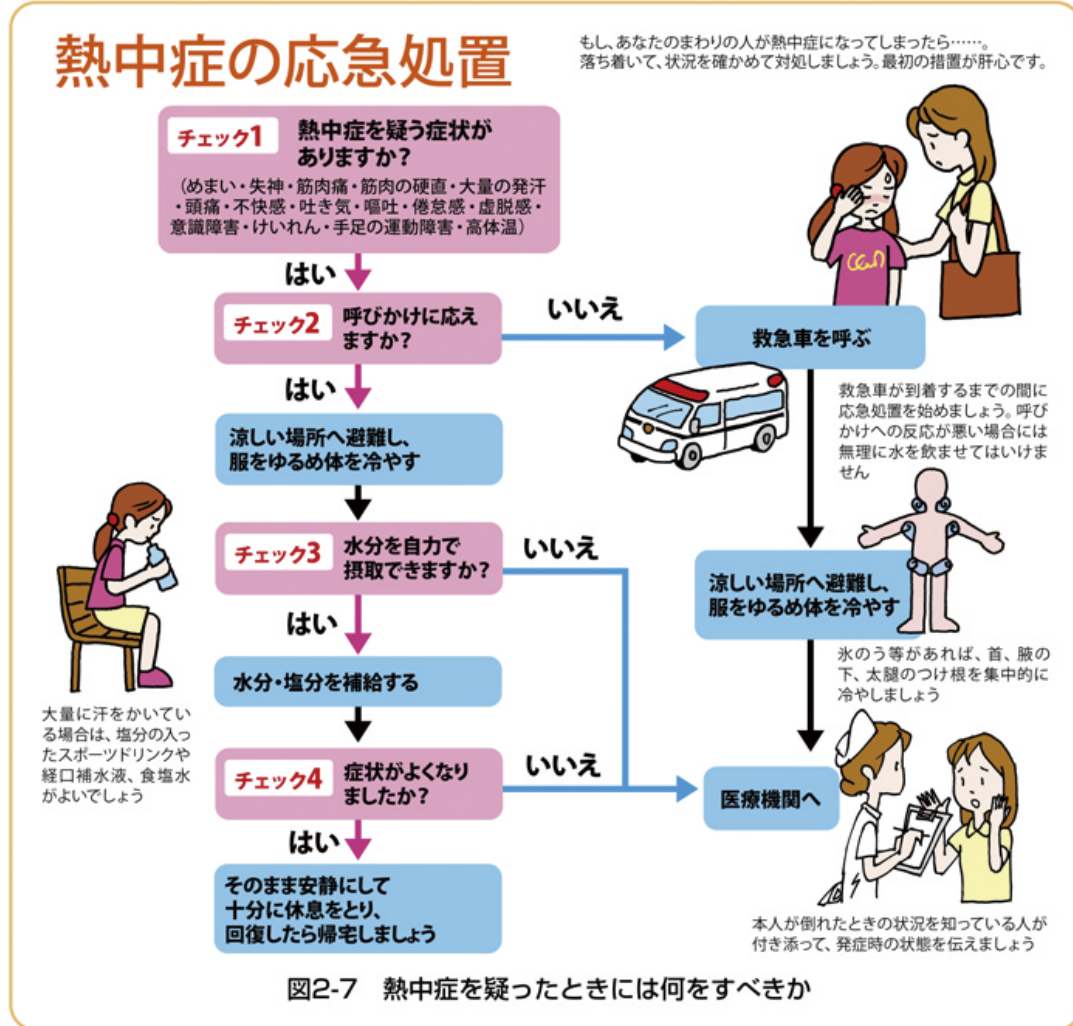 熱中症の応急処置
もし、あなたのまわりの人が熱中症になってしまったら……。
落ち着いて、状況を確かめて対処しましょう。最初の措置が肝心です。
チェック1
熱中症を疑う症状が
ありますか？
（めまい・失神・筋肉痛・筋肉の硬直・大量の発汗
・頭痛・不快感・吐き気・嘔吐・倦怠感・虚脱感・
意識障害・けいれん・手足の運動障害・高体温）
はい
チェック2
呼びかけに応え
ますか？
いいえ
救急車を呼ぶ
救急車が到着するまでの間に
応急処置を始めましょう。呼び
かけへの反応が悪い場合には
無理に水を飲ませてはいけま
せん
はい
涼しい場所へ避難し、
服をゆるめ体を冷やす
チェック3
水分を自力で
摂取できますか？
いいえ
涼しい場所へ避難し、
服をゆるめ体を冷やす
氷のう等があれば、首、腋の
下、太腿のつけ根を集中的に
冷やしましょう
はい
水分・塩分を補給する
大量に汗をかいてい
る場合は、塩分の入っ
たスポーツドリンクや
経口補水液、食塩水
がよいでしょう
チェック4
症状がよくなり
ましたか？
いいえ
医療機関へ
本人が倒れたときの状況を知っている人が
付き添って、発症時の状態を伝えましょう
はい
そのまま安静にして
十分に休息をとり、
回復したら帰宅しましょう
図2-7　熱中症を疑ったときには何をすべきか